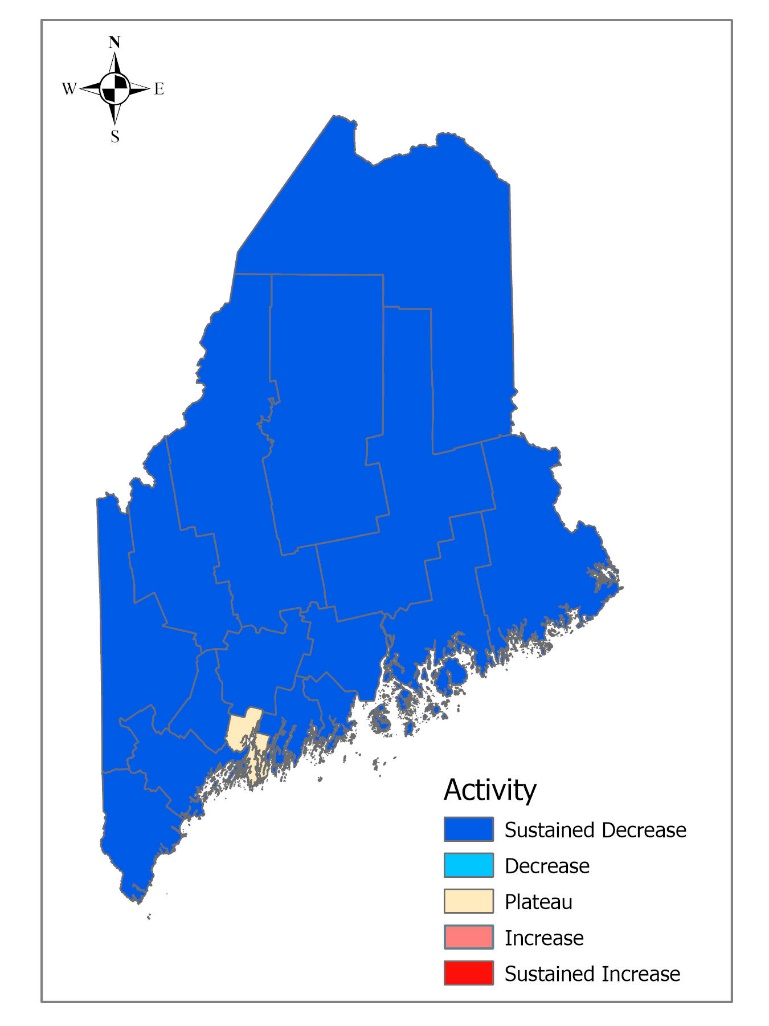 N
W E
S
Activity
Sustained Decrease
Decrease
Plateau
Increase
Sustained Increase